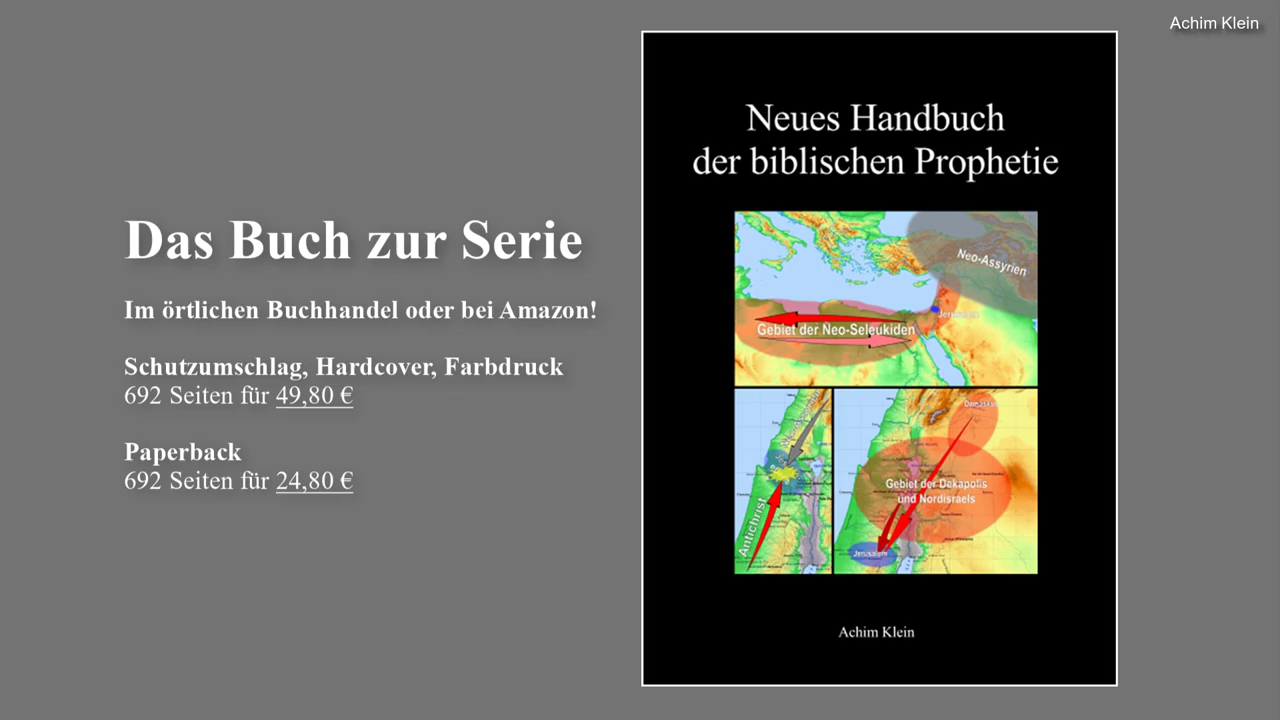 Achim Klein
Das Buch zur Serie
Im örtlichen Buchhandel oder bei Amazon!
Schutzumschlag, Hardcover, Farbdruck
692 Seiten für 49,80 €
Paperback
692 Seiten für 24,80 €
Neues Handbuch
der biblischen Prophetie
Neo-Assyrien
Jerusalem
Gebiet der Neo-Seleukiden
Antichrist
Damaskus
Gebiet der Dekapolis
und Nordisraels
Jerusalem
Achim Klein